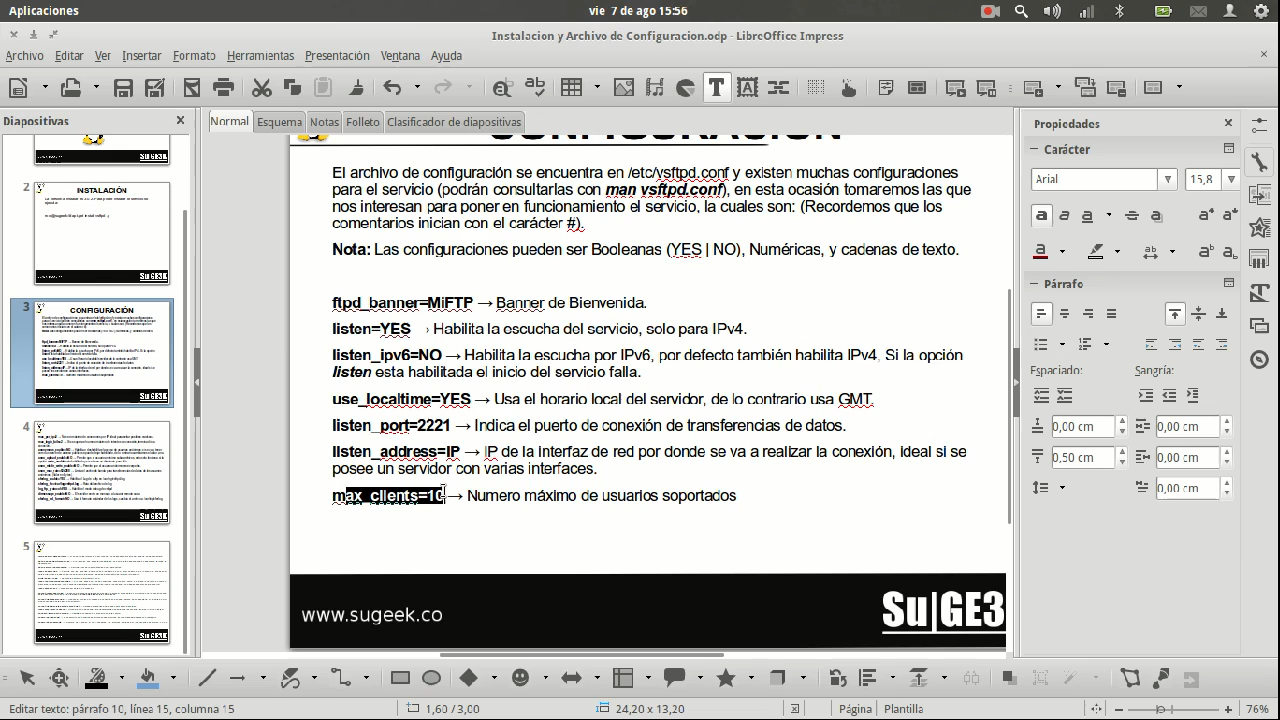 Aplicaciones
vie 7 de ago 15:56
Instalacion y Archivo de Configuracion.odp - LibreOffice Impress
Archivo Editar Ver Insertar Formato Herramientas Presentación Ventana Ayuda
Diapositivas
Normal Esquema Notas Folleto Clasificador de diapositivas
Propiedades
Carácter
Arial 15,8
Párrafo
Espaciado: Sangría:
0,00 cm 0,00 cm
0,00 cm 0,00 cm
0,00 cm
2
INSTALACIÓN
3
CONFIGURACIÓN
4
5
El archivo de configuración se encuentra en /etc/vsftpd.conf y existen muchas configuraciones
para el servicio (podrán consultarlas con man vsftpd.conf), en esta ocasión tomaremos las que
nos interesan para poner en funcionamiento el servicio, la cuales son: (Recordemos que los
comentarios inician con el carácter #).
Nota: Las configuraciones pueden ser Booleanas (YES | NO), Numéricas, y cadenas de texto.
ftpd_banner=MiFTP → Banner de Bienvenida.
listen=YES → Habilita la escucha del servicio, solo para IPv4.
listen_ipv6=NO → Habilita la escucha por IPv6, por defecto también habilita IPv4, Si la opción
listen esta habilitada el inicio del servicio falla.
use_localtime=YES → Usa el horario local del servidor, de lo contrario usa GMT.
listen_port=2221 → Indica el puerto de conexión de transferencias de datos.
listen_address=IP → IP de la interfaz de red por donde se va a realizar la conexión, ideal si se
posee un servidor con varias interfaces.
max_clients=10 → Numero máximo de usuarios soportados
www.sugeek.co
Su|GE3
Editar texto: párrafo 10, línea 15, columna 15
1,60 / 3,00
24,20 x 13,20
Página
Plantilla
76%